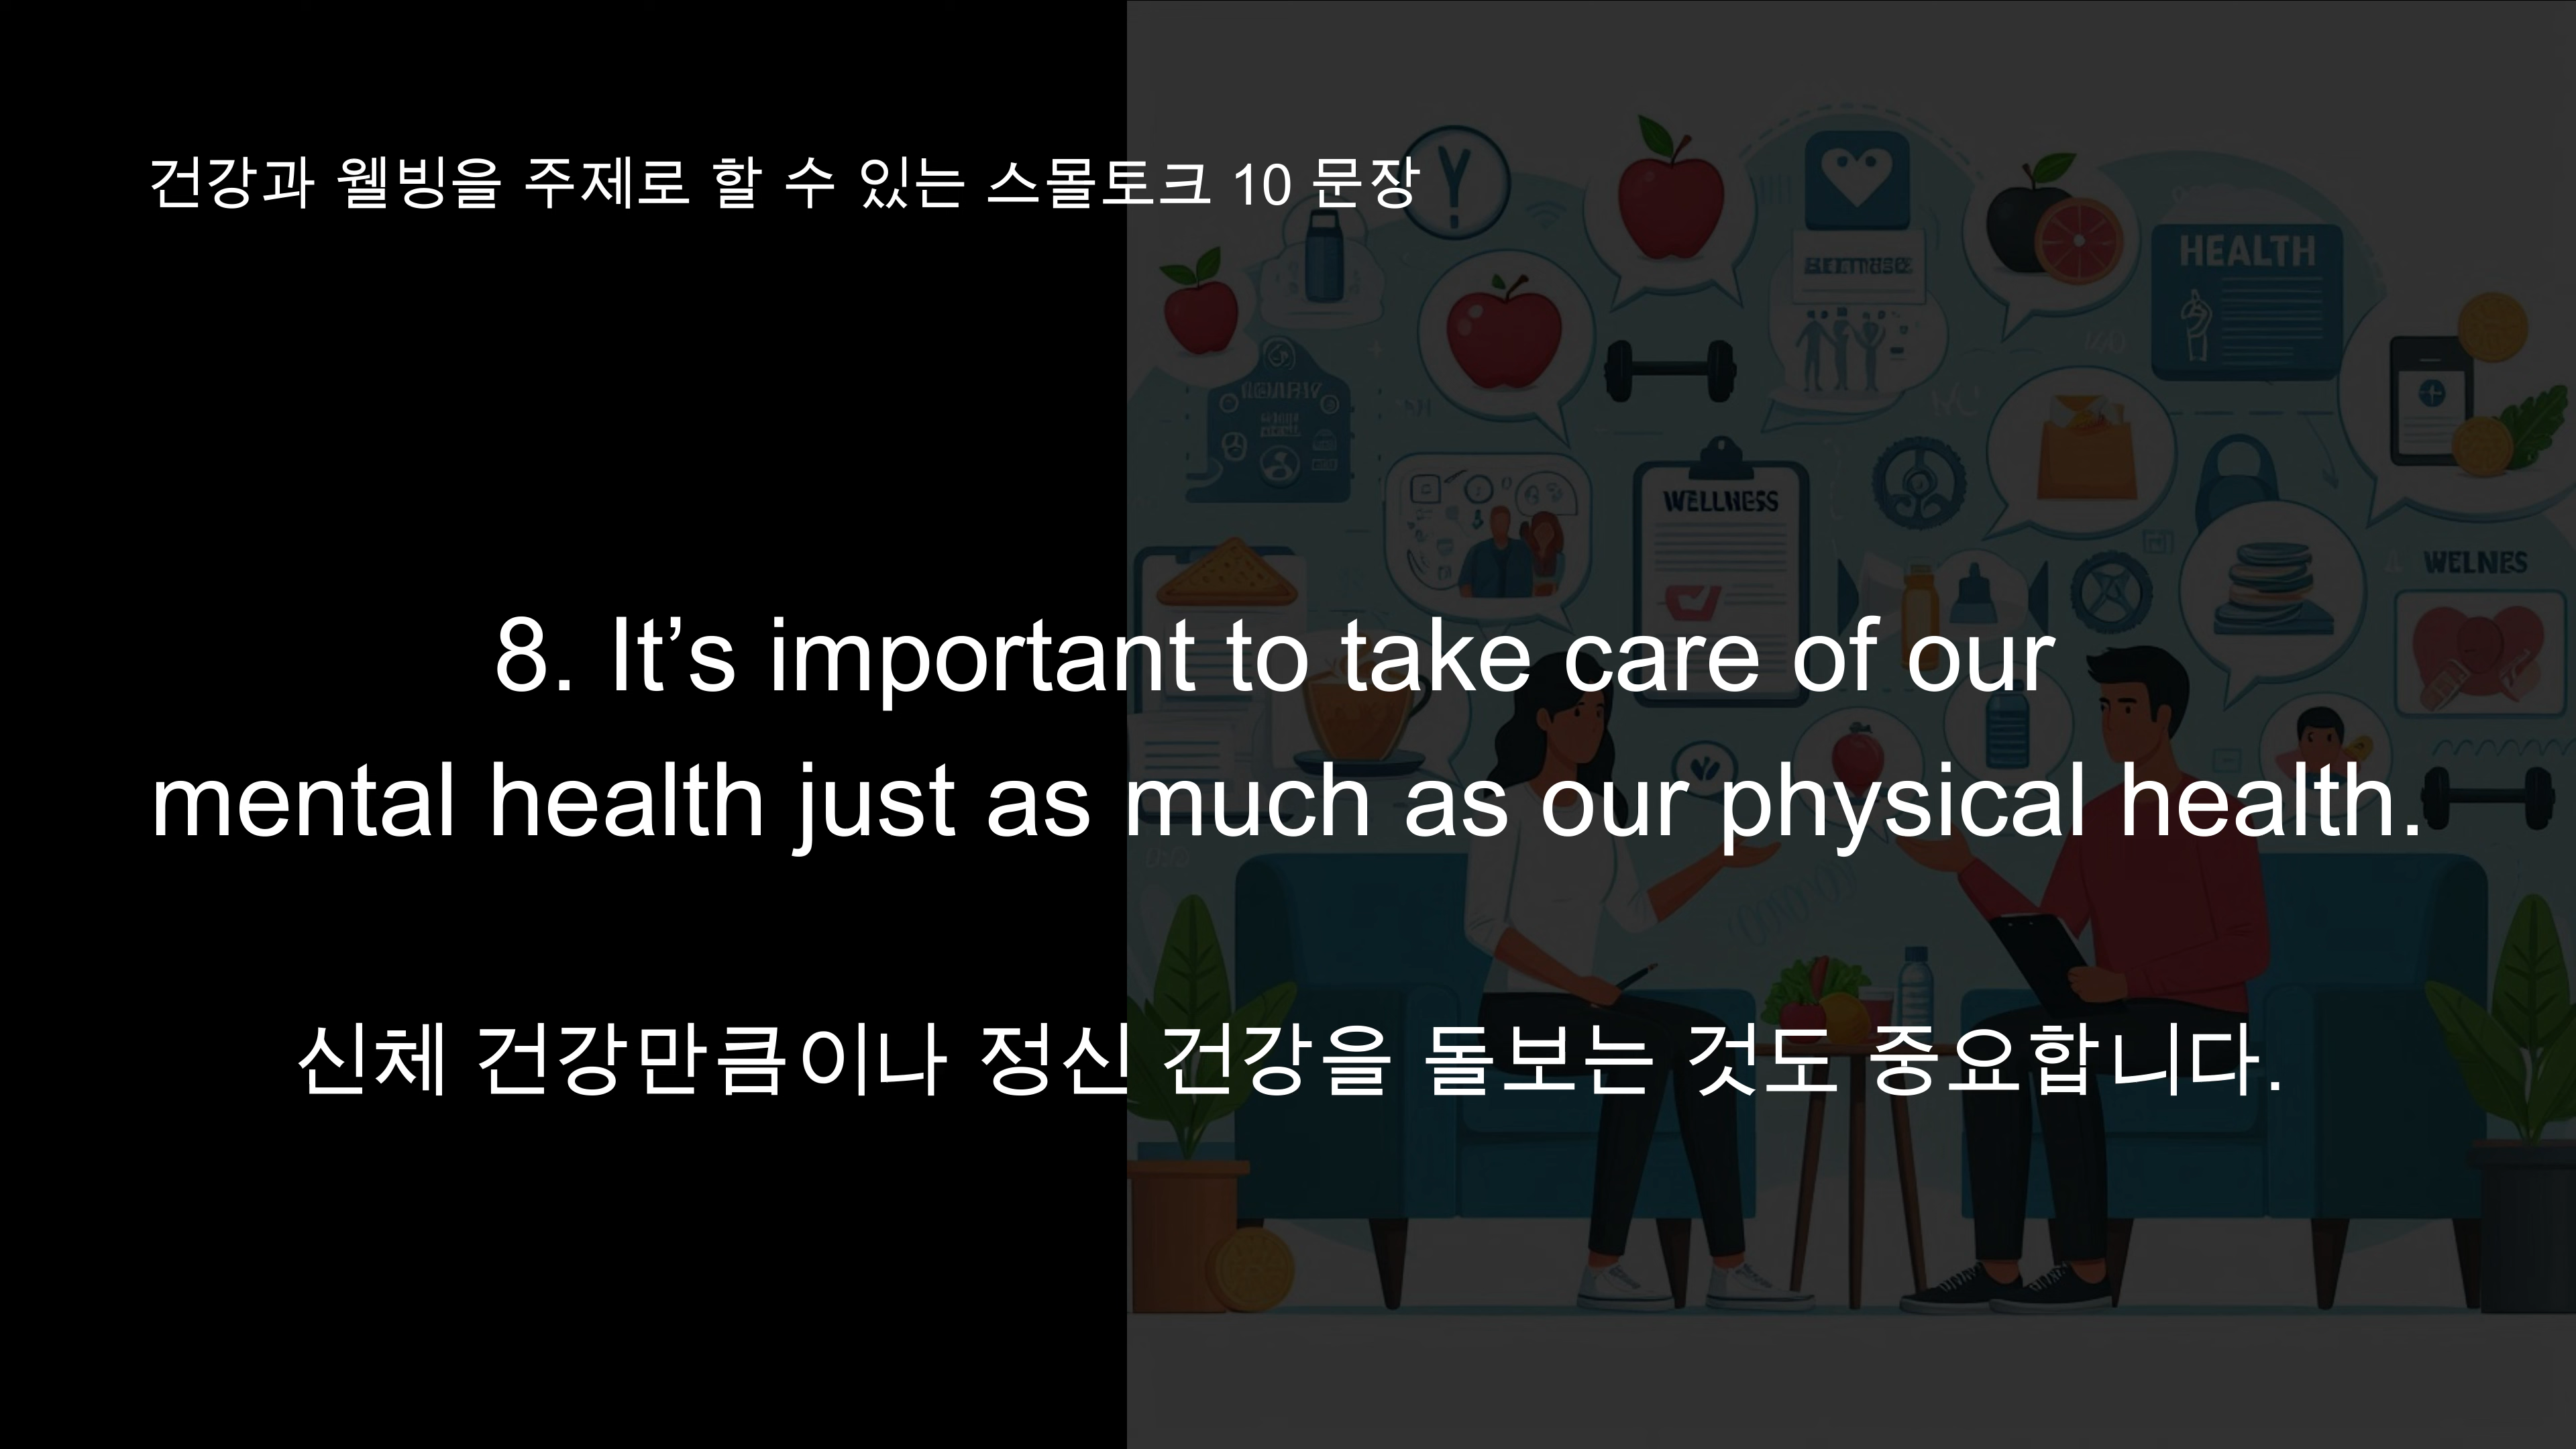 건강과 웰빙을 주제로 할 수 있는 스몰토크 10 문장
HEALTH
WELLNESS
WELNES
8. It’s important to take care of our
mental health just as much as our physical health.
신체 건강만큼이나 정신 건강을 돌보는 것도 중요합니다.